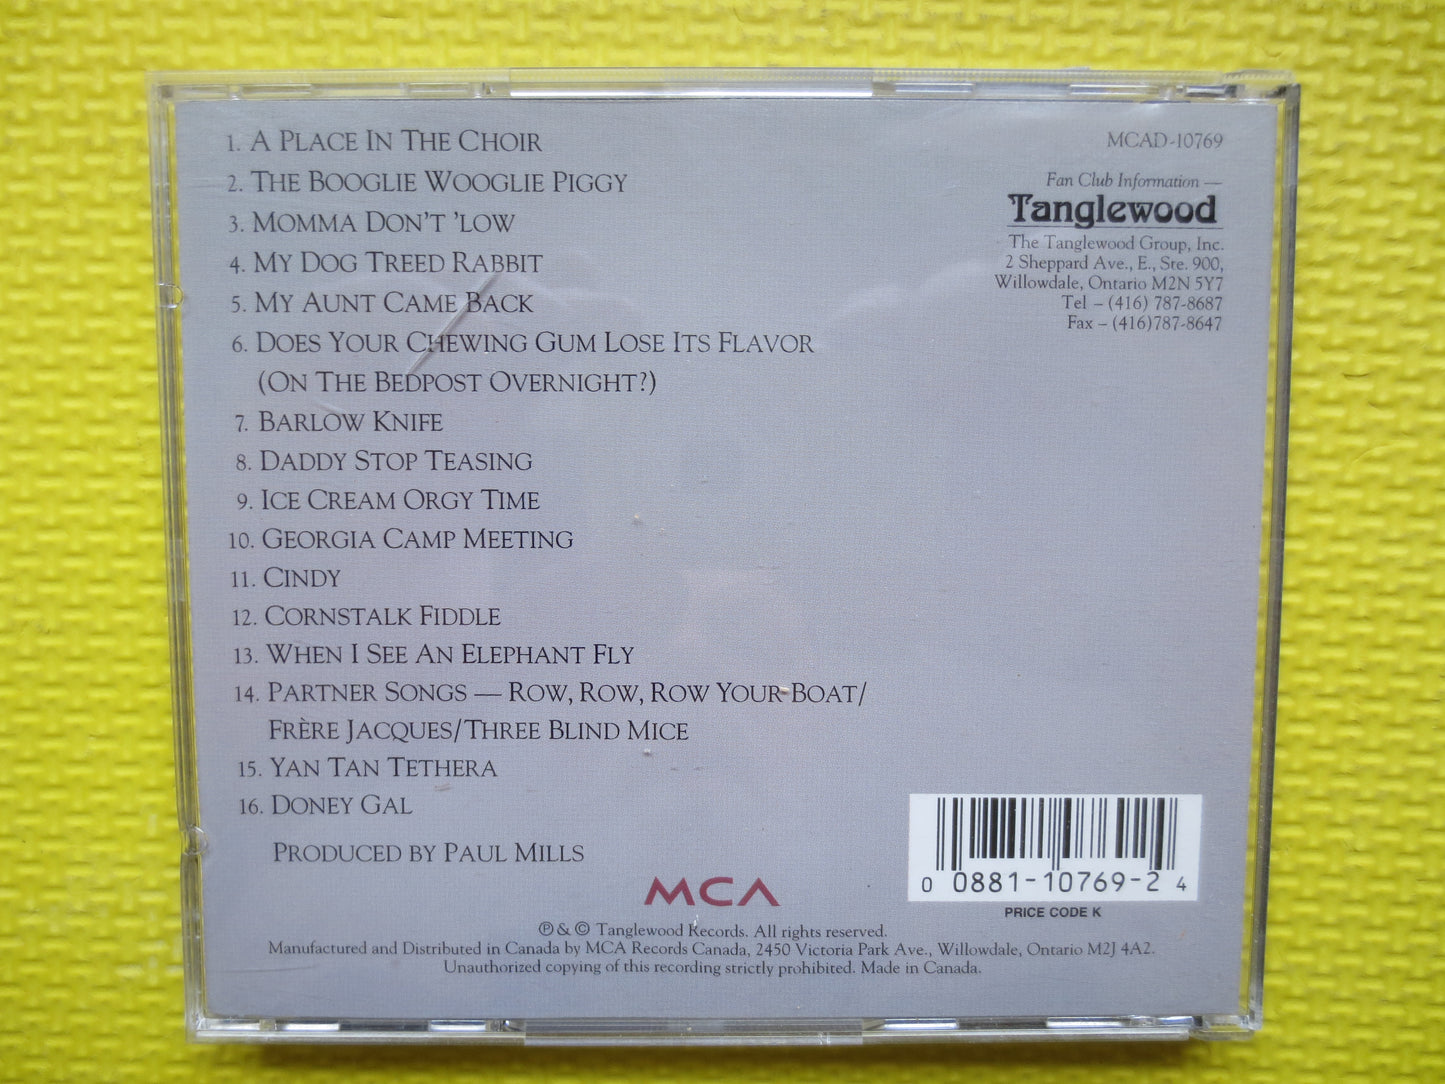 1. A PLACE IN THE CHOIR
2. THE BOOGLIE WOOGLIE PIGGY
3. MOMMA DON'T 'LOW
4. MY DOG TREED RABBIT
5. MY AUNT CAME BACK
6. DOES YOUR CHEWING GUM LOSE ITS FLAVOR
(ON THE BEDPOST OVERNIGHT?)
7. BARLOW KNIFE
8. DADDY STOP TEASING
9. ICE CREAM ORGY TIME
10. GEORGIA CAMP MEETING
11. CINDY
12. CORNSTALK FIDDLE
13. WHEN I SEE AN ELEPHANT FLY
14. PARTNER SONGS — ROW, ROW, ROW YOUR BOAT/
FRÈRE JACQUES/THREE BLIND MICE
15. YAN TAN TETHERA
16. DONEY GAL
PRODUCED BY PAUL MILLS
MCAD-10769
Fan Club Information —
Tanglewood
The Tanglewood Group, Inc.
2 Sheppard Ave., E., Ste. 900,
Willowdale, Ontario M2N 5Y7
Tel – (416) 787-8687
Fax – (416)787-8647
0 0881-10769-2 4
PRICE CODE K
MCA
℗ & © Tanglewood Records. All rights reserved.
Manufactured and Distributed in Canada by MCA Records Canada, 2450 Victoria Park Ave., Willowdale, Ontario M2J 4A2.
Unauthorized copying of this recording strictly prohibited. Made in Canada.